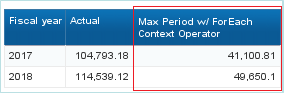 Fiscal year Actual Max Period w/ ForEach
Context Operator
2017 104,793.18 41,100.81
2018 114,539.12 49,650.1